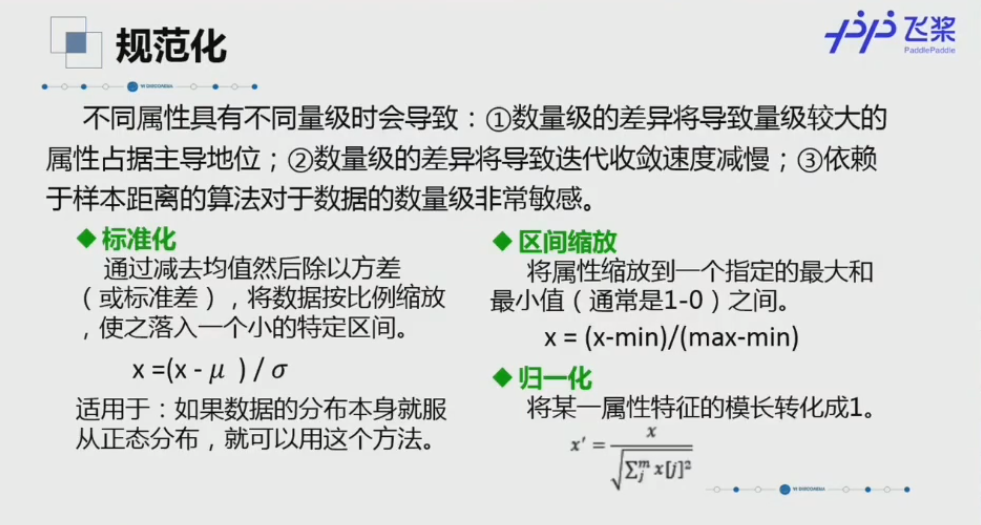 规范化
飞桨
PaddlePaddle
不同属性具有不同量级时会导致：①数量级的差异将导致量级较大的
属性占据主导地位；②数量级的差异将导致迭代收敛速度减慢；③依赖
于样本距离的算法对于数据的数量级非常敏感。
◆标准化
通过减去均值然后除以方差
（或标准差），将数据按比例缩放
，使之落入一个小的特定区间。
x =(x - μ ) / σ
适用于：如果数据的分布本身就服
从正态分布，就可以用这个方法。
◆区间缩放
将属性缩放到一个指定的最大和
最小值（通常是1-0）之间。
x = (x-min)/(max-min)
◆归一化
将某一属性特征的模长转化成1。
x' = x / √(∑_j^m x[j]²)